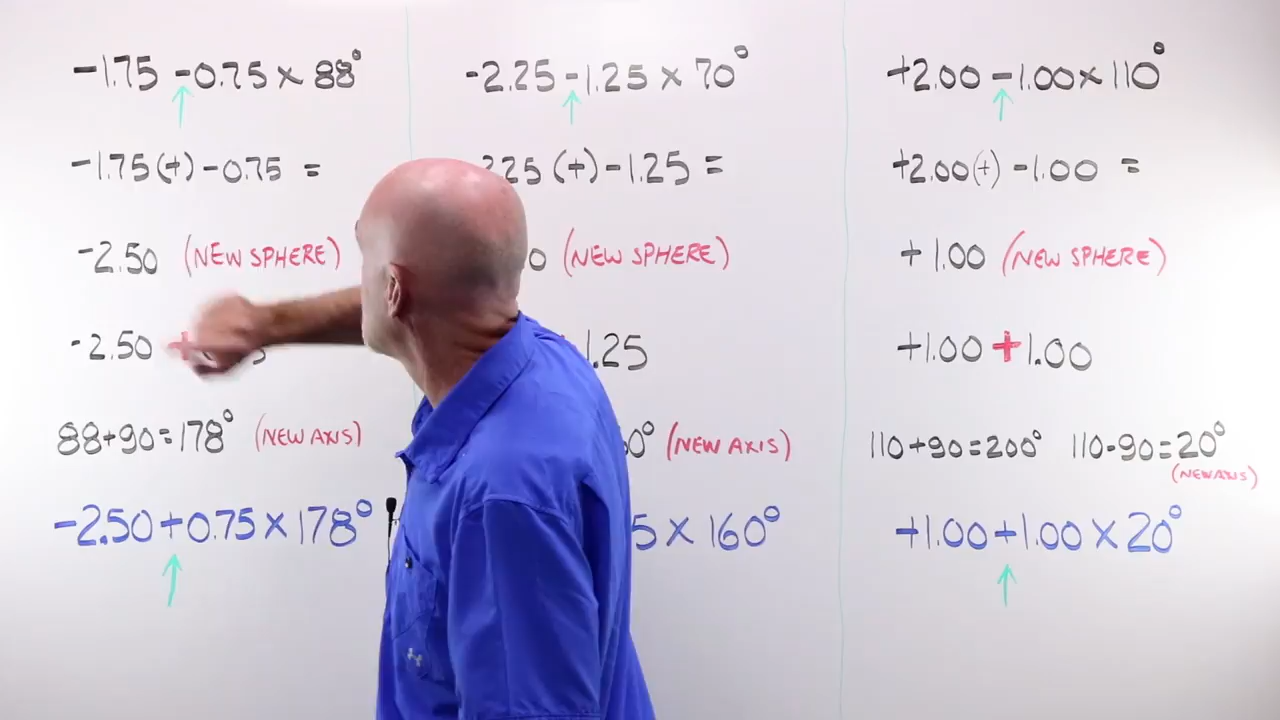 -1.75 -0.75 x 88°
-1.75(+) -0.75 =
-2.50 (NEW SPHERE)
-2.50 +
88+90=178° (NEW AXIS)
-2.50+0.75 x 178°
-2.25 -1.25 x 70°
.25 (+) -1.25 =
0 (NEW SPHERE)
1.25
0° (NEW AXIS)
5 x 160°
+2.00 -1.00 x 110°
+2.00(+) -1.00 =
+1.00 (NEW SPHERE)
+1.00 +1.00
110+90=200° 110-90=20°
(NEW AXIS)
+1.00 +1.00 x 20°